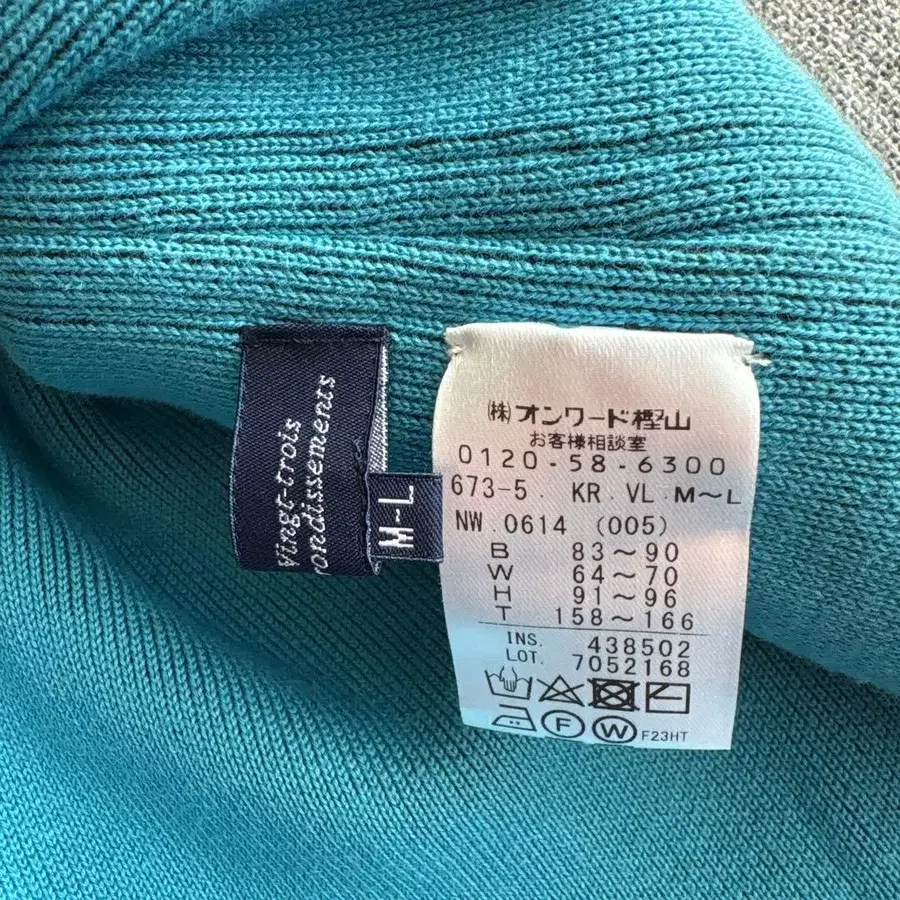 Vingt-trois
rondissements
M~L
(株)オンワード樫山
お客様相談室
0120-58-6300
673-5. KR.VL.M~L
NW.0614 (005)
B 83~90
W 64~70
H 91~96
T 158~166
INS. 438502
LOT. 7052168
F W F23HT